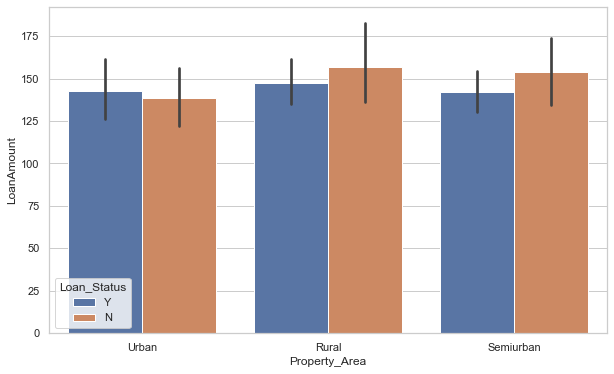 175
150
125
100
75
50
25
0
LoanAmount
Loan_Status
Y
N
Urban Rural Semiurban
Property_Area